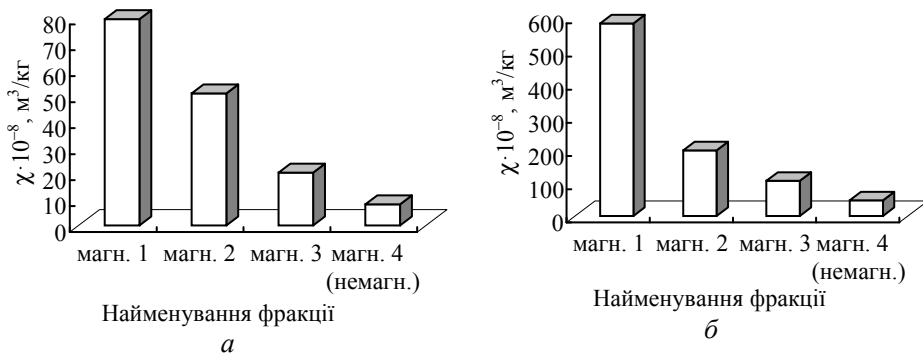 χ·10⁻⁸, м³/кг
80
70
60
50
40
30
20
10
0
магн. 1 магн. 2 магн. 3 магн. 4
(немагн.)
Найменування фракції
а
χ·10⁻⁸, м³/кг
600
500
400
300
200
100
0
магн. 1 магн. 2 магн. 3 магн. 4
(немагн.)
Найменування фракції
б